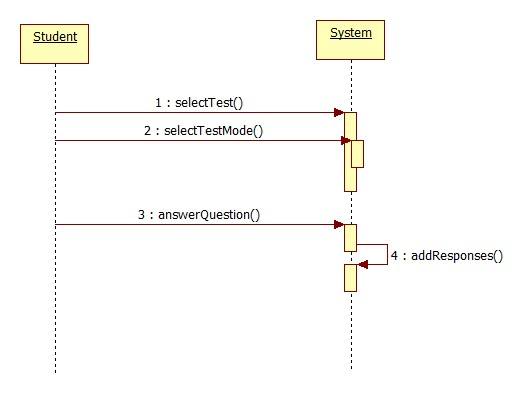 Student
System
1 : selectTest()
2 : selectTestMode()
3 : answerQuestion()
4 : addResponses()